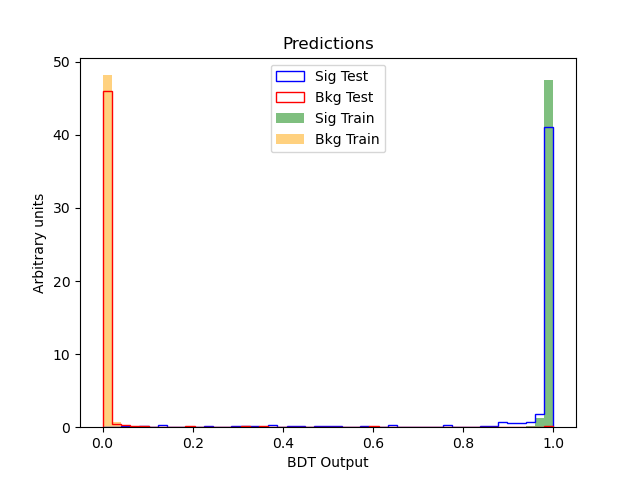 Predictions
Sig Test
Bkg Test
Sig Train
Bkg Train
Arbitrary units
50
40
30
20
10
0
0.0 0.2 0.4 0.6 0.8 1.0
BDT Output